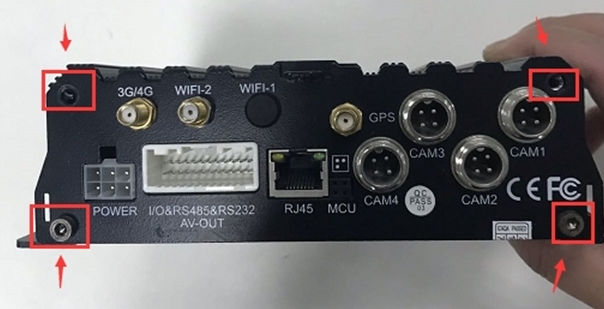 3G/4G
WIFI-2
WIFI-1
GPS
CAM3
CAM1
POWER
I/O&RS485&RS232
AV-OUT
RJ45
MCU
CAM4
QC
PASS
03
CAM2
CE FC